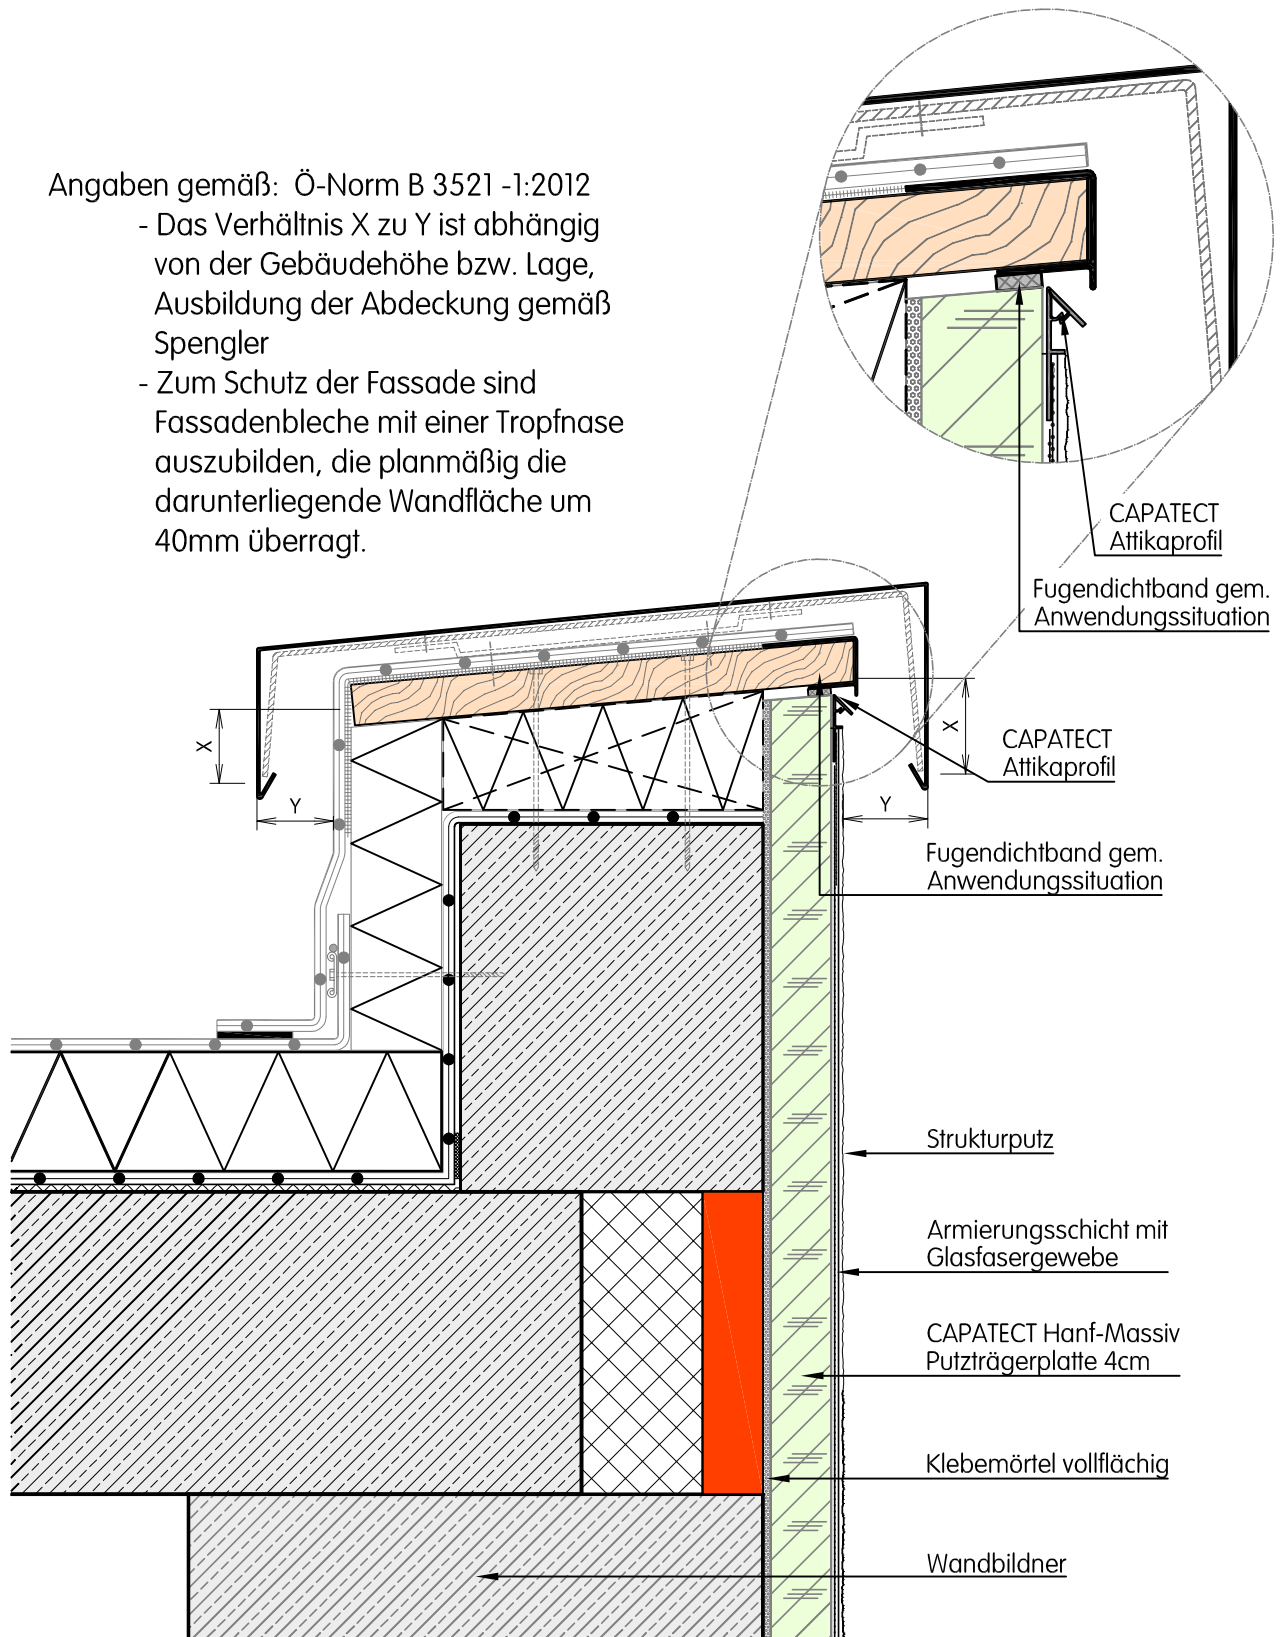 Angaben gemäß: Ö-Norm B 3521 -1:2012
- Das Verhältnis X zu Y ist abhängig
von der Gebäudehöhe bzw. Lage,
Ausbildung der Abdeckung gemäß
Spengler
- Zum Schutz der Fassade sind
Fassadenbleche mit einer Tropfnase
auszubilden, die planmäßig die
darunterliegende Wandfläche um
40mm überragt.
CAPATECT
Attikaprofil
Fugendichtband gem.
Anwendungssituation
X
Y
X
Y
CAPATECT
Attikaprofil
Fugendichtband gem.
Anwendungssituation
Strukturputz
Armierungsschicht mit
Glasfasergewebe
CAPATECT Hanf-Massiv
Putzträgerplatte 4cm
Klebemörtel vollflächig
Wandbildner